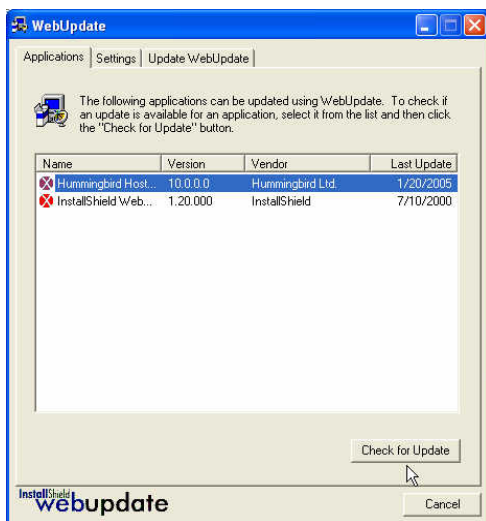 WebUpdate
Applications Settings Update WebUpdate
The following applications can be updated using WebUpdate. To check if
an update is available for an application, select it from the list and then click
the "Check for Update" button.
Name Version Vendor Last Update
Hummingbird Host... 10.0.0.0 Hummingbird Ltd. 1/20/2005
InstallShield Web... 1.20.000 InstallShield 7/10/2000
Check for Update
InstallShield
webupdate
Cancel